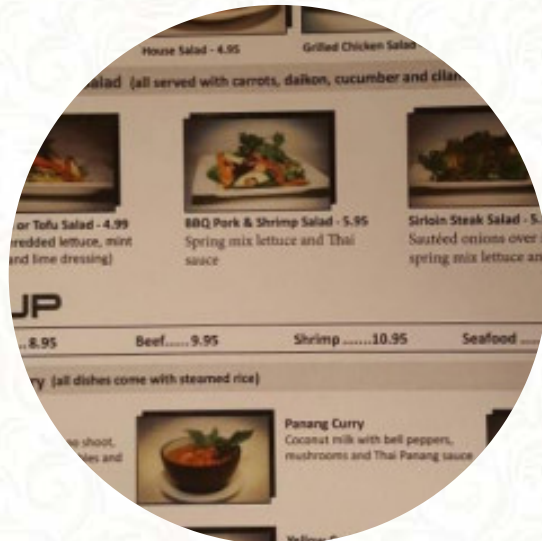 House Salad - 4.95
Grilled Chicken Salad
alad (all served with carrots, daikon, cucumber and cilan
or Tofu Salad - 4.99
redded lettuce, mint
and lime dressing)
BBQ Pork & Shrimp Salad - 5.95
Spring mix lettuce and Thai
sauce
Sirloin Steak Salad - 5.
Sautéed onions over
spring mix lettuce an
UP
..8.95
Beef......9.95
Shrimp .......10.95
Seafood .....
ry (all dishes come with steamed rice)
oo shoot,
bles and
Panang Curry
Coconut milk with bell peppers,
mushrooms and Thai Panang sauce
Yellow